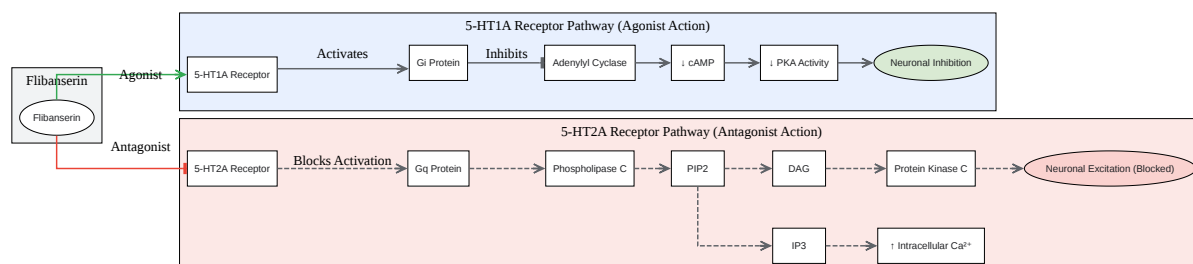 5-HT1A Receptor Pathway (Agonist Action)
Flibanserin
Flibanserin
Agonist
5-HT1A Receptor
Activates
Gi Protein
Inhibits
Adenylyl Cyclase
↓ cAMP
↓ PKA Activity
Neuronal Inhibition
5-HT2A Receptor Pathway (Antagonist Action)
Antagonist
5-HT2A Receptor
Blocks Activation
Gq Protein
Phospholipase C
PIP2
DAG
Protein Kinase C
Neuronal Excitation (Blocked)
IP3
↑ Intracellular Ca²⁺